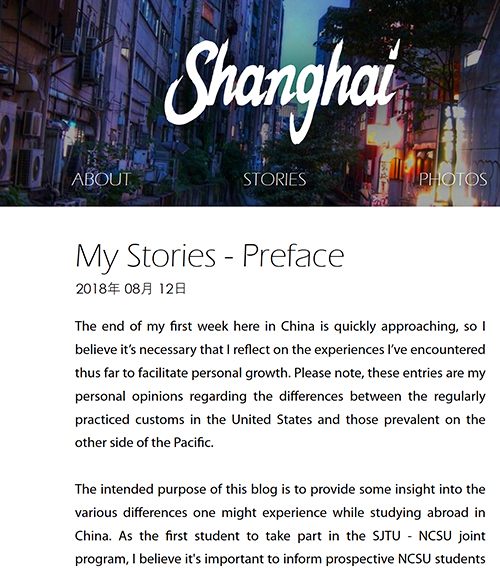 Shanghai
ABOUT STORIES PHOTOS
My Stories - Preface
2018年 08月 12日
The end of my first week here in China is quickly approaching, so I
believe it's necessary that I reflect on the experiences I've encountered
thus far to facilitate personal growth. Please note, these entries are my
personal opinions regarding the differences between the regularly
practiced customs in the United States and those prevalent on the
other side of the Pacific.
The intended purpose of this blog is to provide some insight into the
various differences one might experience while studying abroad in
China. As the first student to take part in the SJTU - NCSU joint
program, I believe it's important to inform prospective NCSU students